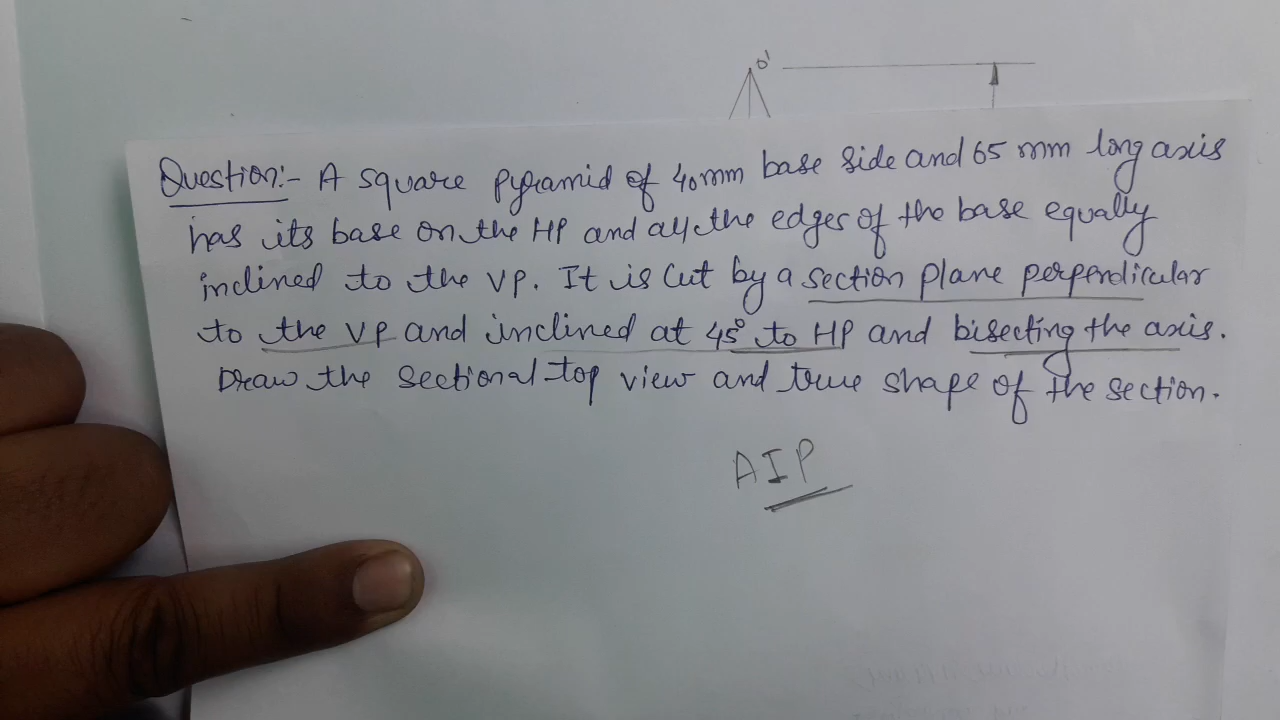 o'
Question:- A square pyramid of 40mm base side and 65 mm long axis
has its base on the HP and all the edges of the base equally
inclined to the VP. It is cut by a section plane perpendicular
to the VP and inclined at 45° to HP and bisecting the axis.
Draw the sectional top view and true shape of the section.
AIP